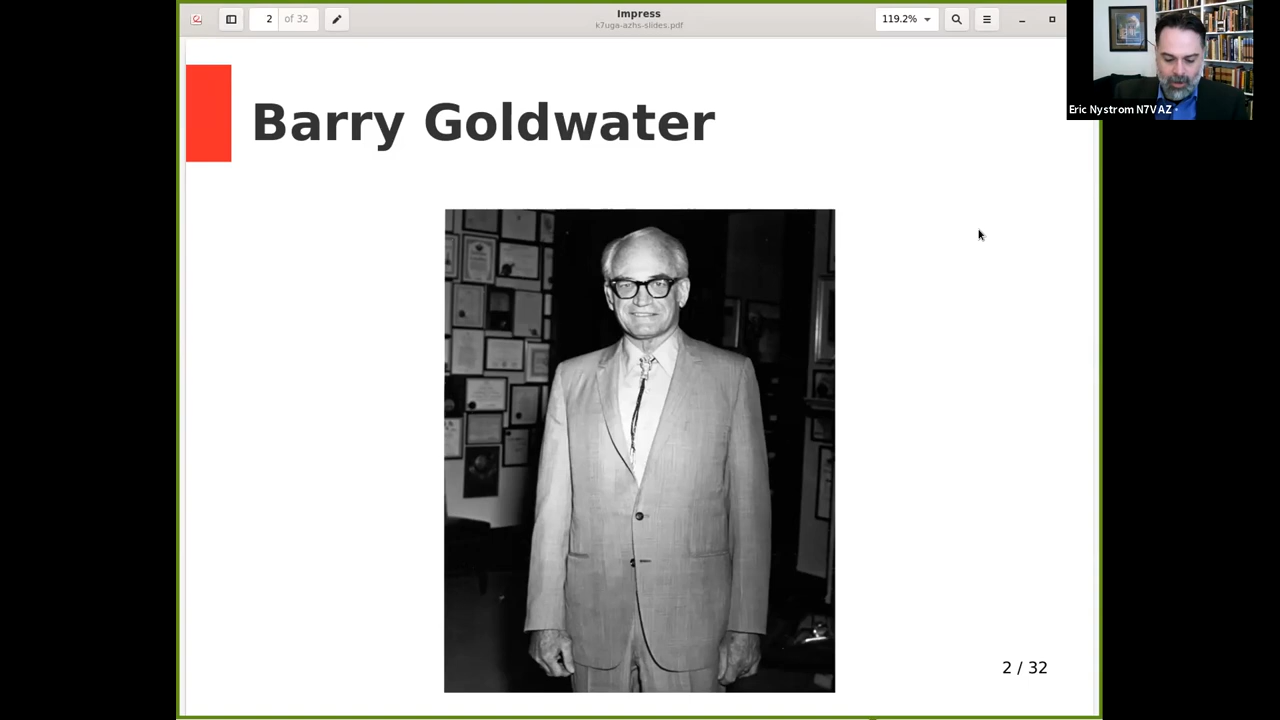 2 of 32
Impress
k7uga-azhs-slides.pdf
119.2%
Eric Nystrom N7VAZ
Barry Goldwater
2 / 32